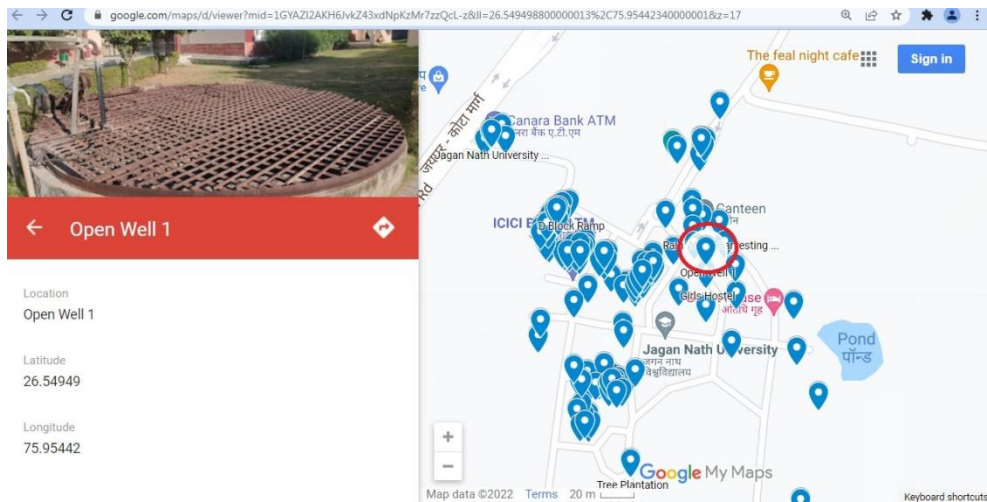 google.com/maps/d/viewer?mid=1GYAZI2AKH6JvkZ43xdNpKzMr7zzQcL-z&ll=26.549498800000013%2C75.95442340000001&z=17
The feal night cafe
Sign in
Canara Bank ATM
नरा बैंक ए.टी.एम
Jagan Nath University ...
जयपुर - कोटा मार्ग
Rd
Open Well 1
Canteen
ICICI
D Block Ramp
esting ...
Girls Hostel
अतिथि गृह
Location
Open Well 1
Latitude
26.54949
Longitude
75.95442
Jagan Nath University
जगन नाथ
विश्वविद्यालय
Pond
पॉन्ड
Tree Plantation
Google My Maps
Map data ©2022 Terms 20 m
Keyboard shortcuts